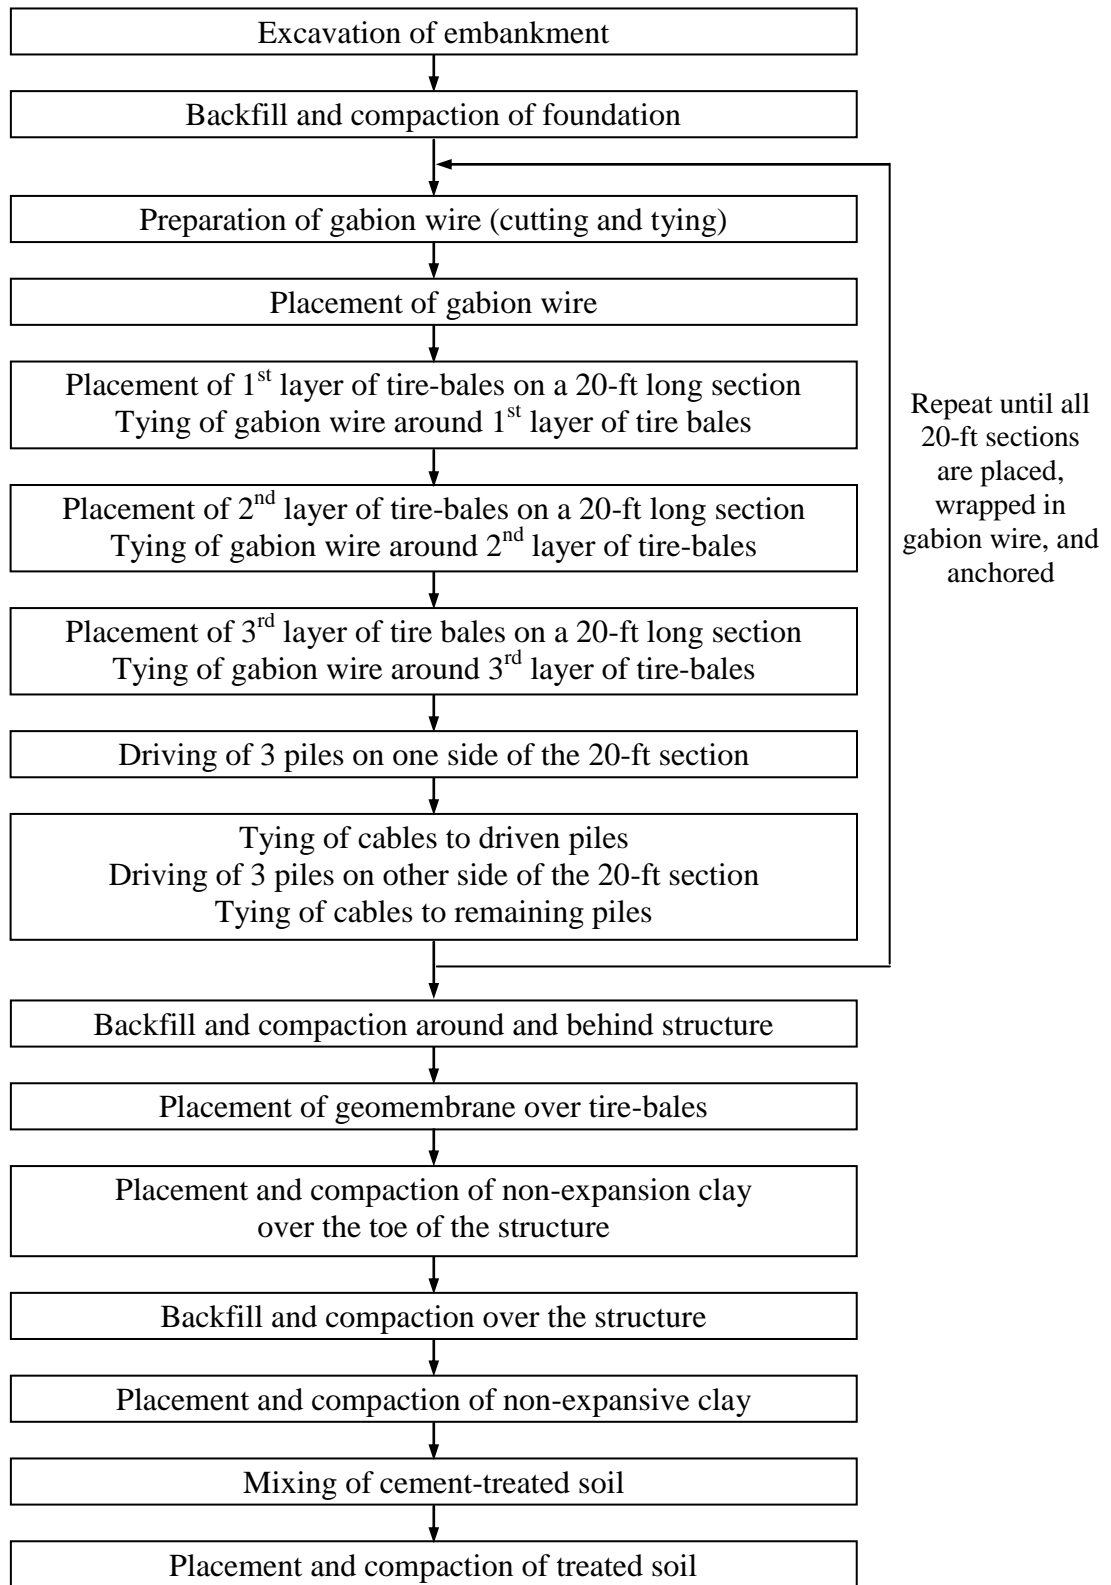 Excavation of embankment
Backfill and compaction of foundation
Preparation of gabion wire (cutting and tying)
Placement of gabion wire
Placement of 1st layer of tire-bales on a 20-ft long section
Tying of gabion wire around 1st layer of tire bales
Placement of 2nd layer of tire-bales on a 20-ft long section
Tying of gabion wire around 2nd layer of tire-bales
Placement of 3rd layer of tire bales on a 20-ft long section
Tying of gabion wire around 3rd layer of tire-bales
Driving of 3 piles on one side of the 20-ft section
Tying of cables to driven piles
Driving of 3 piles on other side of the 20-ft section
Tying of cables to remaining piles
Repeat until all
20-ft sections
are placed,
wrapped in
gabion wire, and
anchored
Backfill and compaction around and behind structure
Placement of geomembrane over tire-bales
Placement and compaction of non-expansion clay
over the toe of the structure
Backfill and compaction over the structure
Placement and compaction of non-expansive clay
Mixing of cement-treated soil
Placement and compaction of treated soil